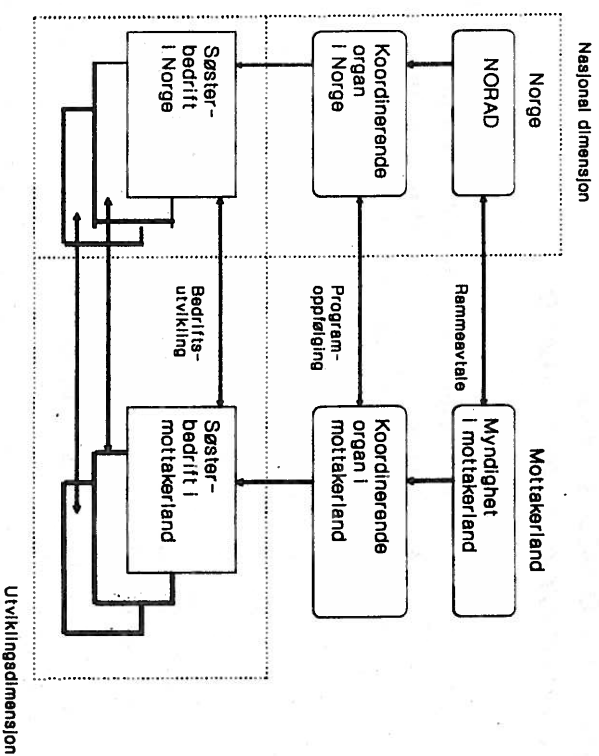 Nasjonal dimensjon
Norge
Mottakerland
NORAD
Rammeavtale
Myndighet
i mottakerland
Koordinerende
organ
i Norge
Program-
oppfølging
Koordinerende
organ i
mottakerland
Søster-
bedrift
i Norge
Bedrifts-
utvikling
Søster-
bedrift i
mottakerland
Utviklingsdimensjon